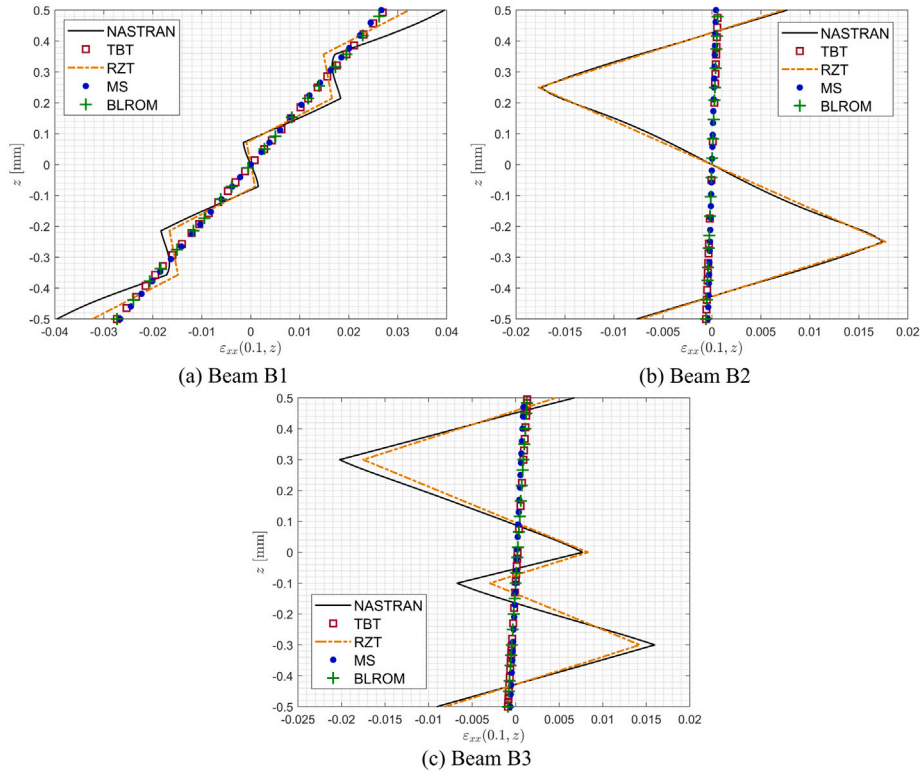 0.5
0.4
0.3
0.2
0.1
0
-0.1
-0.2
-0.3
-0.4
-0.5
z [mm]
NASTRAN
TBT
RZT
MS
BLROM
-0.04 -0.03 -0.02 -0.01 0 0.01 0.02 0.03 0.04
εxx(0.1, z)
(a) Beam B1
0.5
0.4
0.3
0.2
0.1
0
-0.1
-0.2
-0.3
-0.4
-0.5
z [mm]
NASTRAN
TBT
RZT
MS
BLROM
-0.02 -0.015 -0.01 -0.005 0 0.005 0.01 0.015 0.02
εxx(0.1, z)
(b) Beam B2
0.5
0.4
0.3
0.2
0.1
0
-0.1
-0.2
-0.3
-0.4
-0.5
z [mm]
NASTRAN
TBT
RZT
MS
BLROM
-0.025 -0.02 -0.015 -0.01 -0.005 0 0.005 0.01 0.015 0.02
εxx(0.1, z)
(c) Beam B3